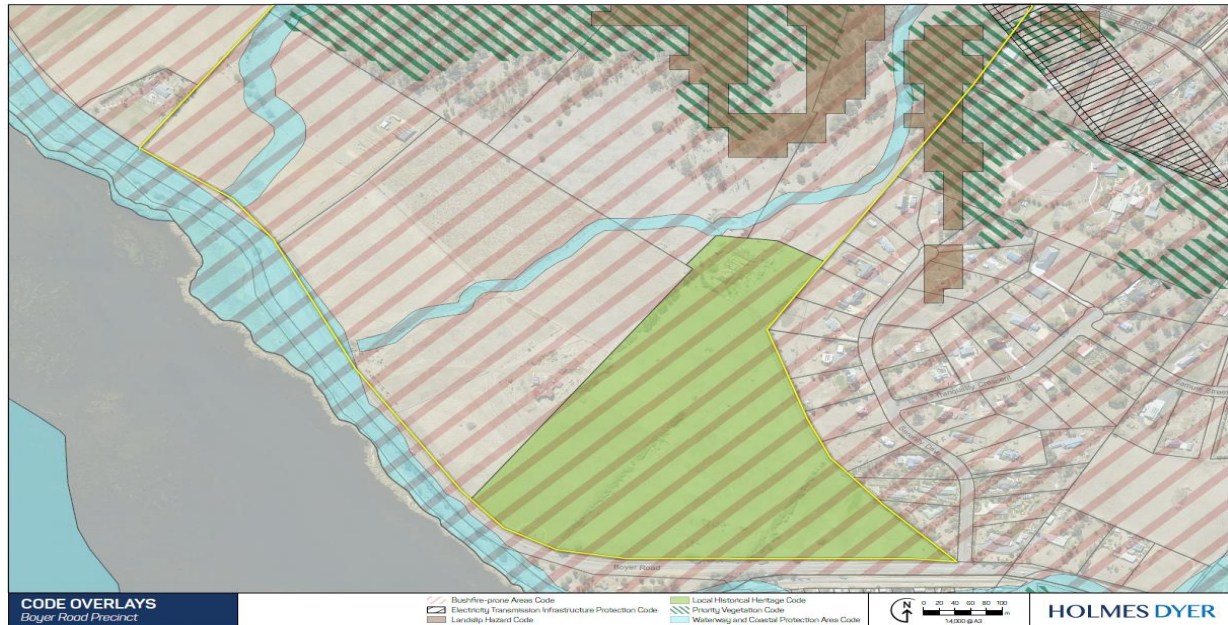 Tranquility Crescent
Boyer Road
CODE OVERLAYS
Boyer Road Precinct
Bushfire-prone Areas Code
Electricity Transmission Infrastructure Protection Code
Landslip Hazard Code
Local Historical Heritage Code
Priority Vegetation Code
Waterway and Coastal Protection Area Code
N
0 20 40 60 80 100
m
1:4,000 @ A3
HOLMES DYER